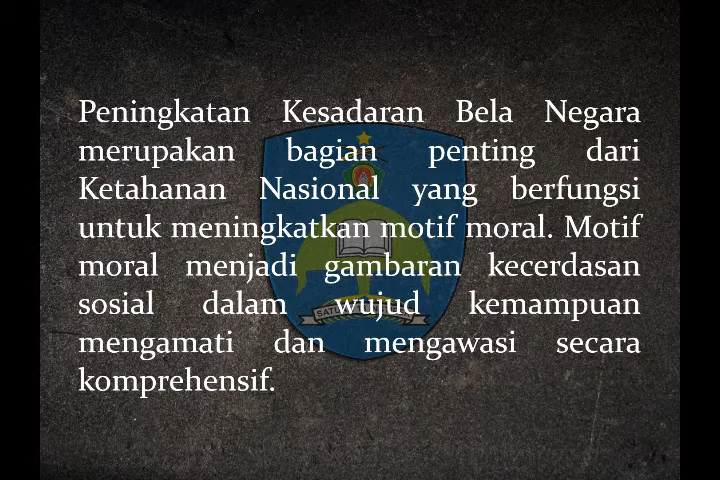 Peningkatan Kesadaran Bela Negara
merupakan bagian penting dari
Ketahanan Nasional yang berfungsi
untuk meningkatkan motif moral. Motif
moral menjadi gambaran kecerdasan
sosial dalam wujud kemampuan
mengamati dan mengawasi secara
komprehensif.
SATU